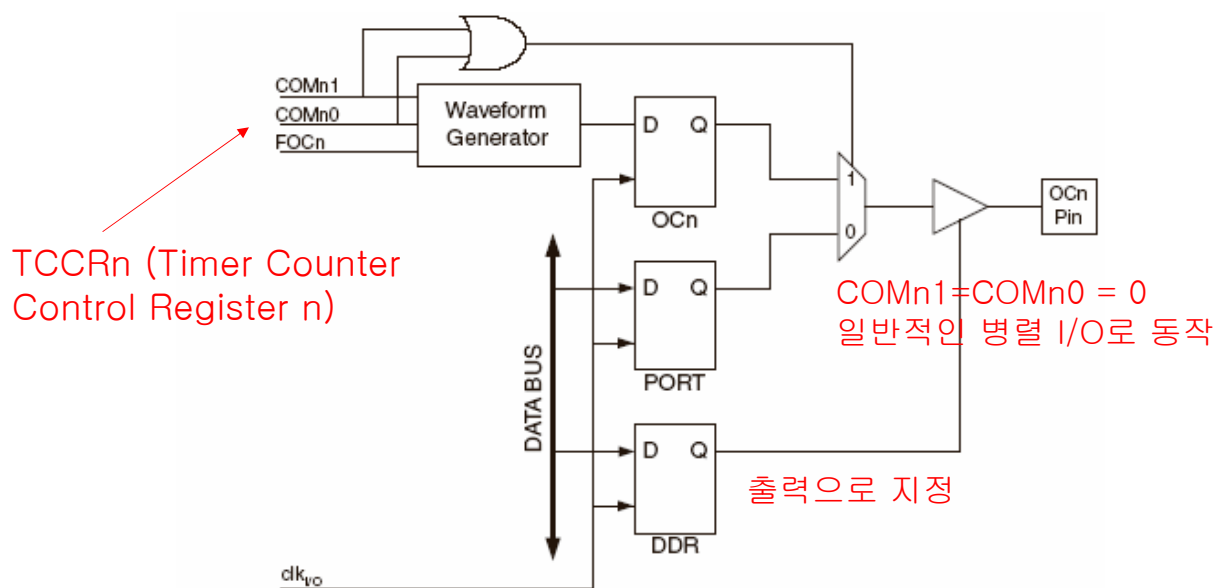 COMn1
COMn0
FOCn
Waveform
Generator
D Q
OCn
1
0
OCn
Pin
TCCRn (Timer Counter
Control Register n)
D Q
PORT
COMn1=COMn0 = 0
일반적인 병렬 I/O로 동작
DATA BUS
D Q
DDR
출력으로 지정
clkI/O